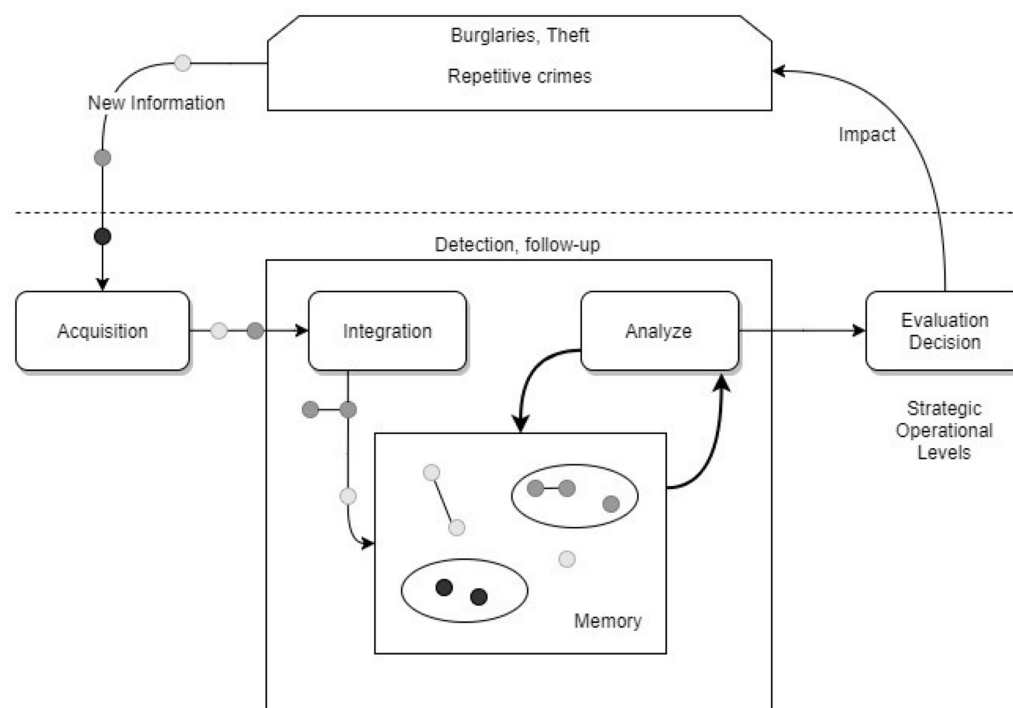 Burglaries, Theft
Repetitive crimes
New Information
Impact
Detection, follow-up
Acquisition
Integration
Analyze
Evaluation
Decision
Strategic
Operational
Levels
Memory